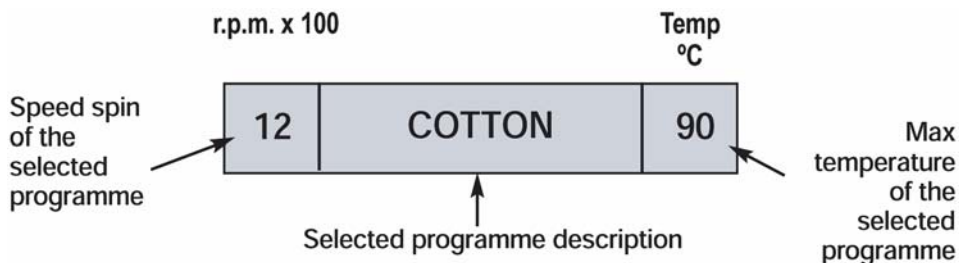 r.p.m. x 100
Temp
ºC
Speed spin
of the
selected
programme
12
COTTON
90
Max
temperature
of the
selected
programme
Selected programme description